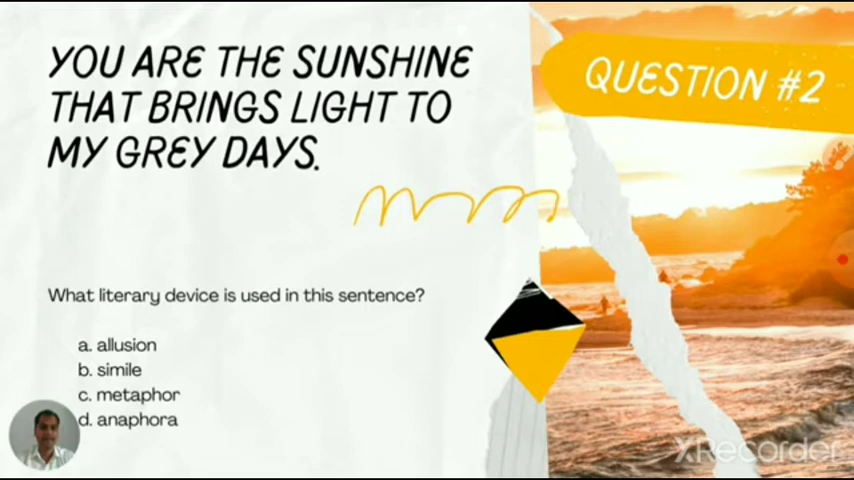 YOU ARE THE SUNSHINE
THAT BRINGS LIGHT TO
MY GREY DAYS.
QUESTION #2
What literary device is used in this sentence?
a. allusion
b. simile
c. metaphor
d. anaphora
XRecorder